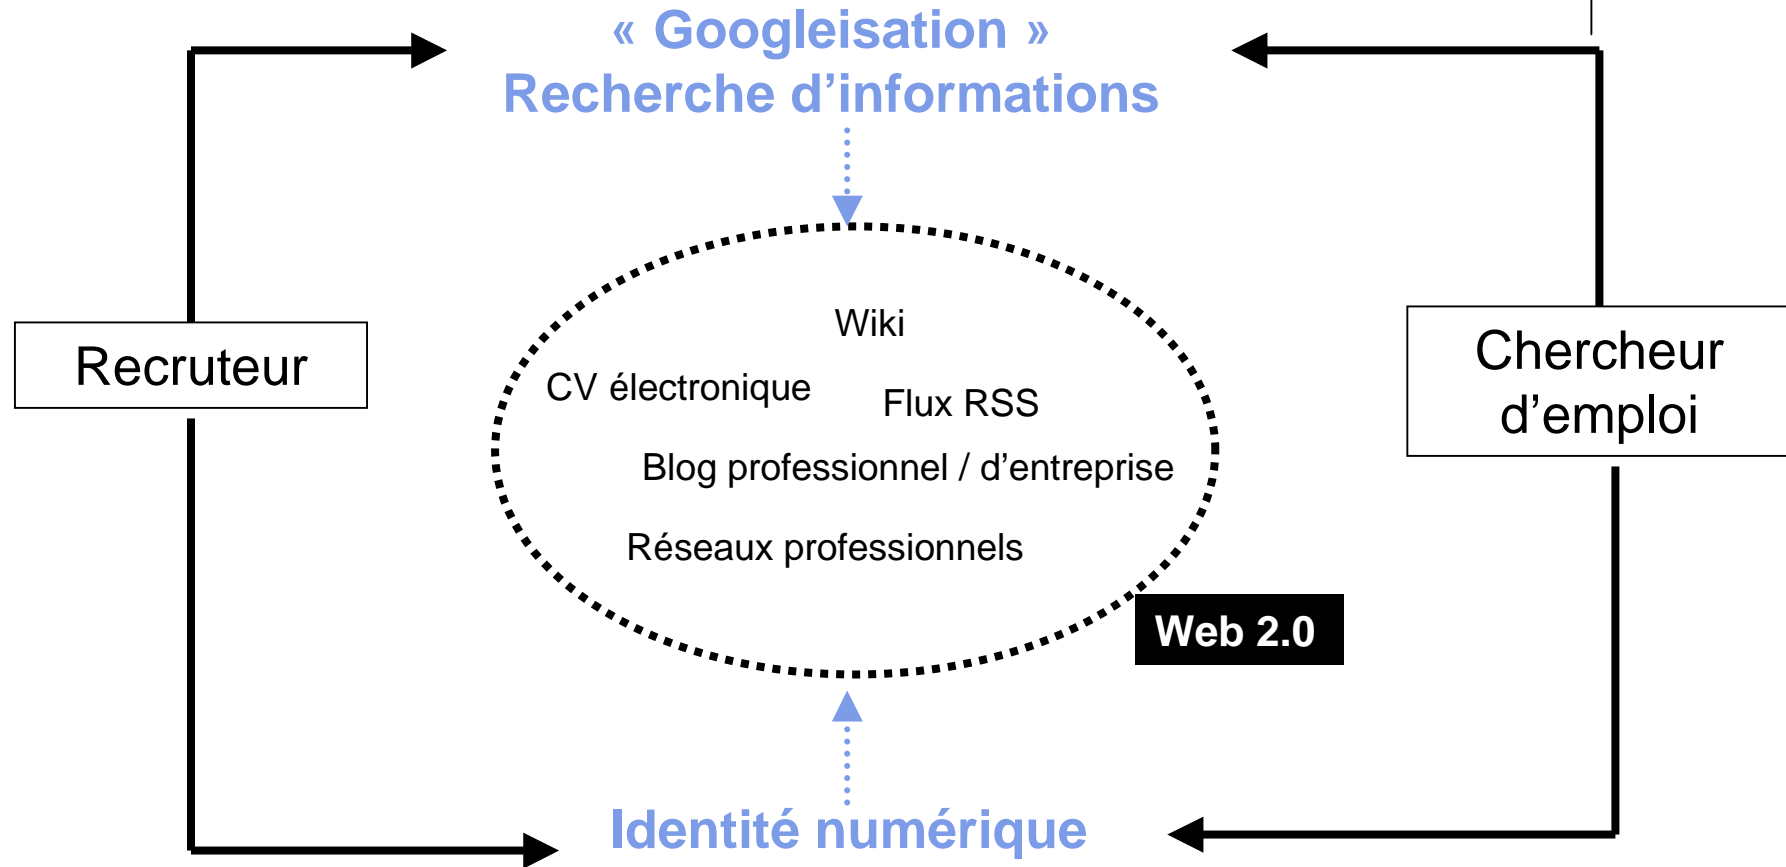 « Googleisation »
Recherche d’informations
Wiki
Recruteur
Chercheur
d’emploi
CV électronique
Flux RSS
Blog professionnel / d’entreprise
Réseaux professionnels
Web 2.0
Identité numérique